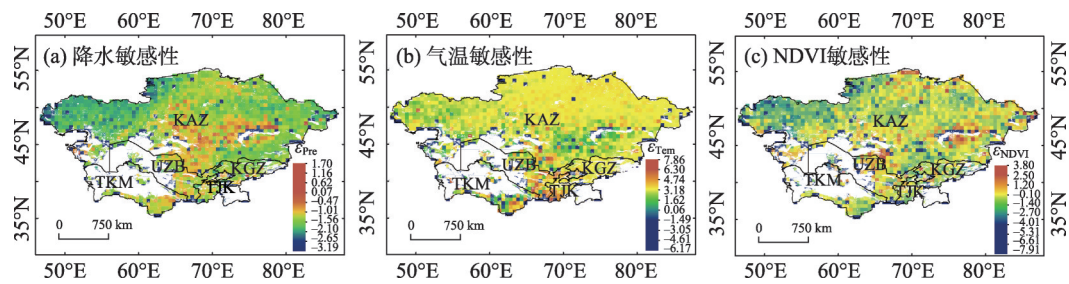 50°E 60°E 70°E 80°E
(a) 降水敏感性
55°N
45°N
35°N
KAZ
UZB
KGZ
TKM
TJK
εPre
1.70
1.16
0.62
0.07
-0.47
-1.01
-1.56
-2.10
-2.65
-3.19
0 750 km
50°E 60°E 70°E 80°E
50°E 60°E 70°E 80°E
(b) 气温敏感性
KAZ
UZB
KGZ
TKM
TJK
εTem
7.86
6.30
4.74
3.18
1.62
0.06
-1.49
-3.05
-4.61
-6.17
0 750 km
50°E 60°E 70°E 80°E
50°E 60°E 70°E 80°E
(c) NDVI敏感性
55°N
45°N
35°N
KAZ
UZB
KGZ
TKM
TJK
εNDVI
3.80
2.50
1.20
-0.10
-1.40
-2.70
-4.01
-5.31
-6.61
-7.91
0 750 km
50°E 60°E 70°E 80°E